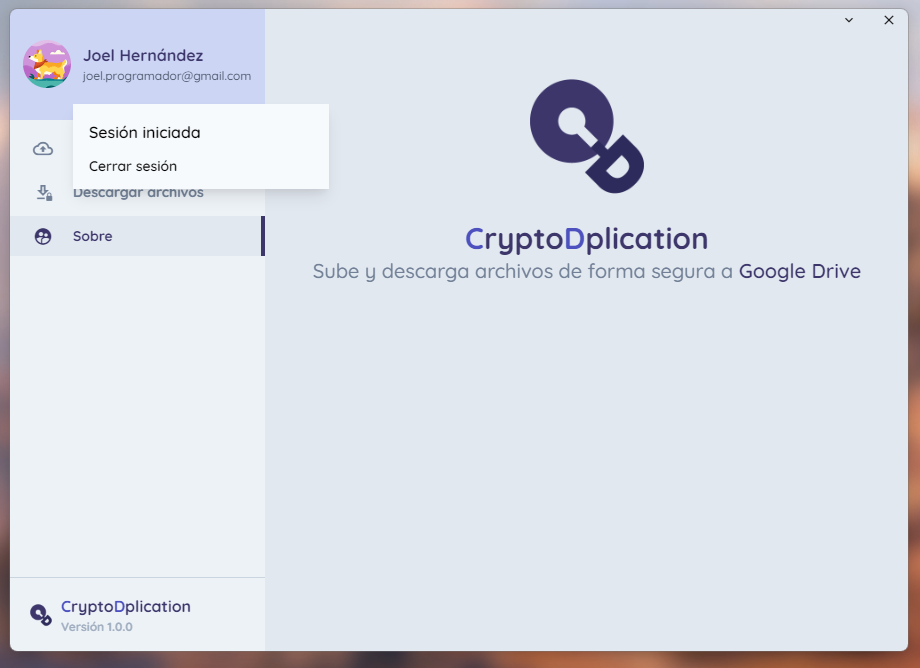 Joel Hernández
joel.programador@gmail.com
Sesión iniciada
Cerrar sesión
Descargar archivos
Sobre
CryptoDplication
Sube y descarga archivos de forma segura a Google Drive
CryptoDplication
Versión 1.0.0